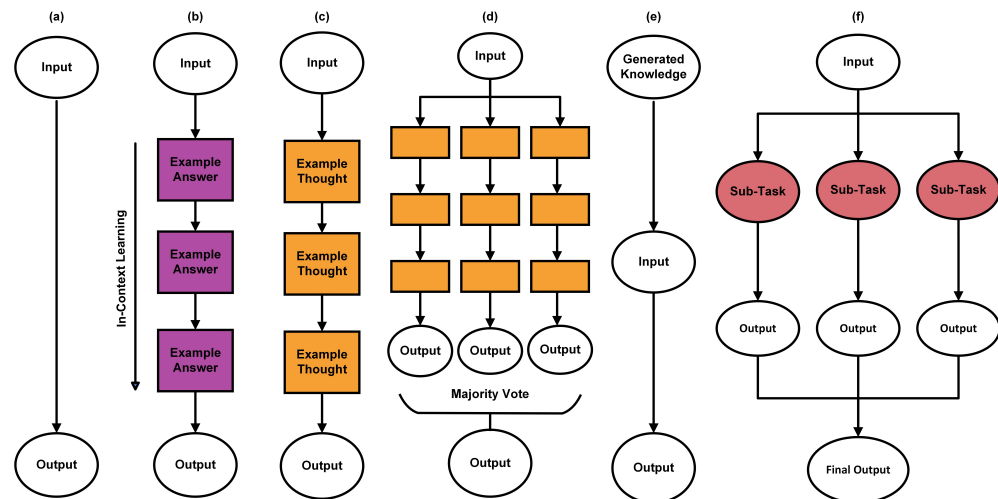 (a)
(b)
(c)
(d)
(e)
(f)
Input
Output
Input
In-Context Learning
Example
Answer
Example
Answer
Example
Answer
Output
Input
Example
Thought
Example
Thought
Example
Thought
Output
Input
Output
Output
Output
Majority Vote
Output
Generated
Knowledge
Input
Output
Input
Sub-Task
Sub-Task
Sub-Task
Output
Output
Output
Final Output